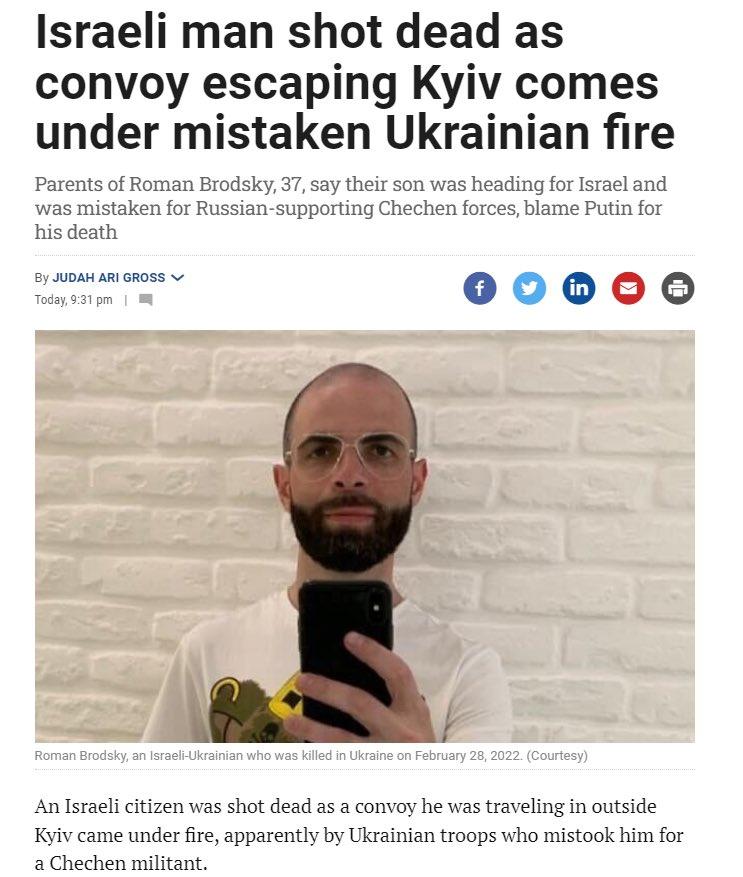 Israeli man shot dead as
convoy escaping Kyiv comes
under mistaken Ukrainian fire
Parents of Roman Brodsky, 37, say their son was heading for Israel and
was mistaken for Russian-supporting Chechen forces, blame Putin for
his death
By JUDAH ARI GROSS
Today, 9:31 pm |
f
in
Roman Brodsky, an Israeli-Ukrainian who was killed in Ukraine on February 28, 2022. (Courtesy)
An Israeli citizen was shot dead as a convoy he was traveling in outside
Kyiv came under fire, apparently by Ukrainian troops who mistook him for
a Chechen militant.